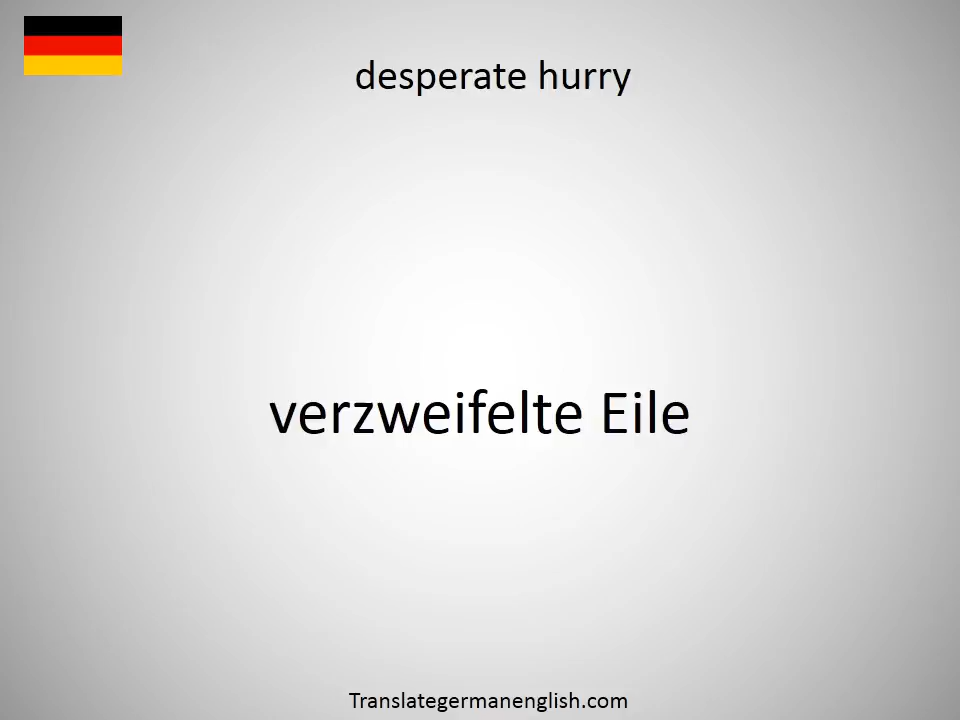 desperate hurry
verzweifelte Eile
Translategermanenglish.com